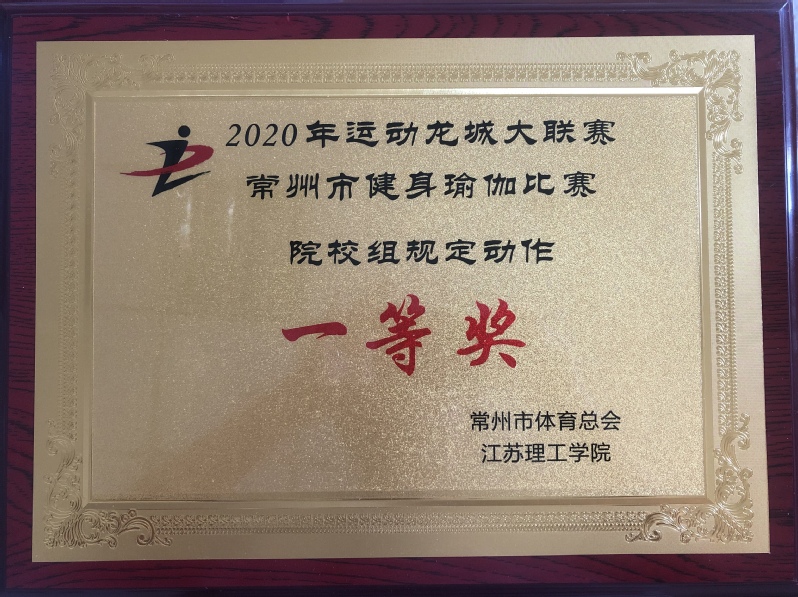 2020年运动龙城大联赛
常州市健身瑜伽比赛
院校组规定动作
一等奖
常州市体育总会
江苏理工学院